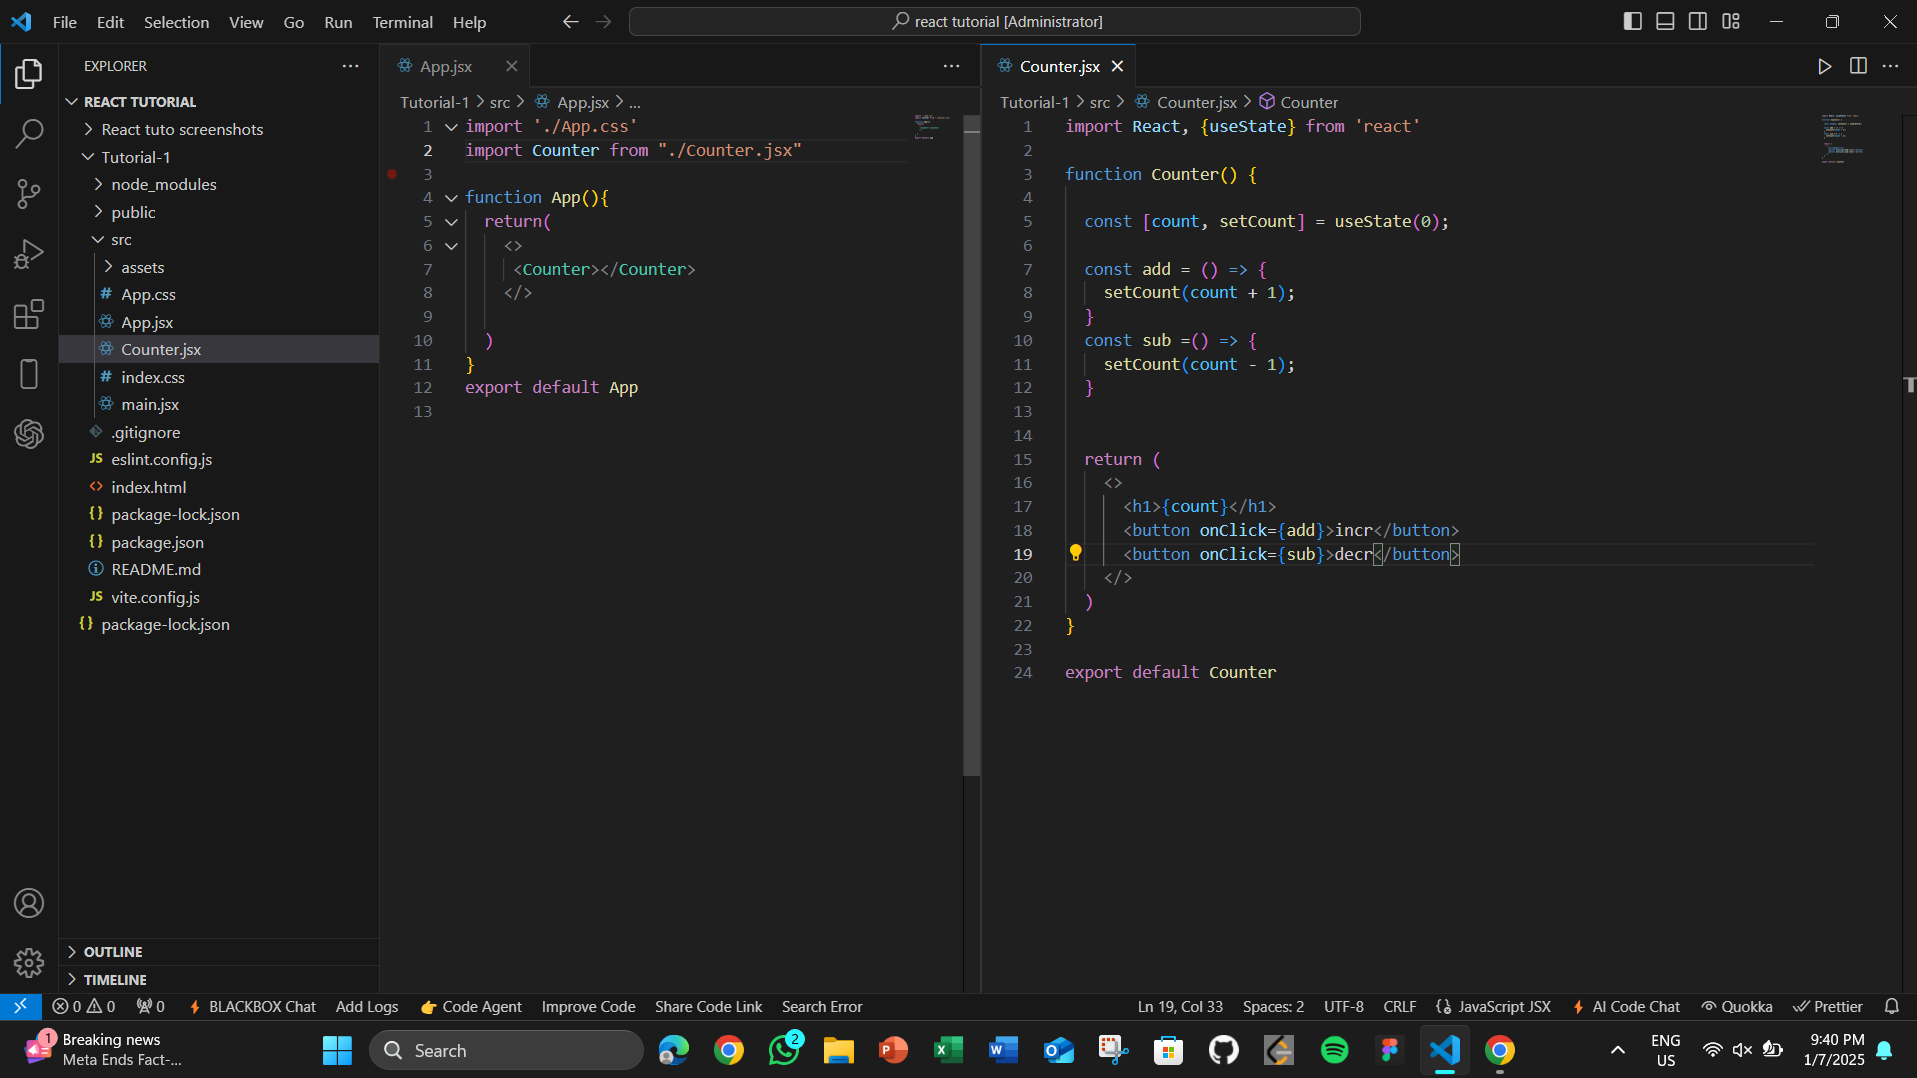 File Edit Selection View Go Run Terminal Help
react tutorial [Administrator]
EXPLORER
REACT TUTORIAL
React tuto screenshots
Tutorial-1
node_modules
public
src
assets
# App.css
App.jsx
Counter.jsx
# index.css
main.jsx
.gitignore
JS eslint.config.js
<> index.html
{} package-lock.json
{} package.json
README.md
JS vite.config.js
{} package-lock.json
OUTLINE
TIMELINE
App.jsx
Tutorial-1 > src > App.jsx > ...
1 import './App.css'
2 import Counter from "./Counter.jsx"
3
4 function App(){
5   return(
6     <>
7      <Counter></Counter>
8     </>
9
10   )
11 }
12 export default App
13
Counter.jsx
Tutorial-1 > src > Counter.jsx > Counter
1 import React, {useState} from 'react'
2
3 function Counter() {
4
5   const [count, setCount] = useState(0);
6
7   const add = () => {
8     setCount(count + 1);
9   }
10   const sub =() => {
11     setCount(count - 1);
12   }
13
14
15   return (
16     <>
17       <h1>{count}</h1>
18       <button onClick={add}>incr</button>
19       <button onClick={sub}>decr</button>
20     </>
21   )
22 }
23
24 export default Counter
0 0 0 BLACKBOX Chat Add Logs Code Agent Improve Code Share Code Link Search Error Ln 19, Col 33 Spaces: 2 UTF-8 CRLF {} JavaScript JSX AI Code Chat Quokka Prettier
1 Breaking news
Meta Ends Fact-...
Search
2
ENG
US
9:40 PM
1/7/2025